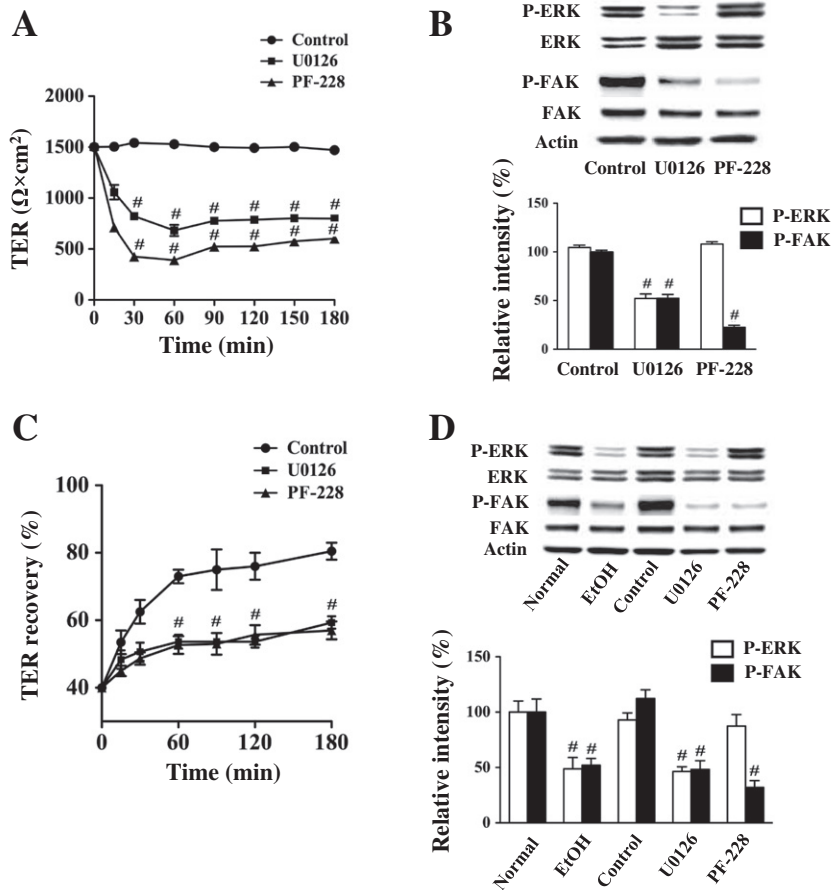 A
Control
U0126
PF-228
2000
1500
1000
500
0
TER (Ω×cm²)
# # # # # #
# # # # # #
0 30 60 90 120 150 180
Time (min)
B
P-ERK
ERK
P-FAK
FAK
Actin
Control U0126 PF-228
150
100
50
0
Relative intensity (%)
P-ERK
P-FAK
# #
#
Control U0126 PF-228
C
Control
U0126
PF-228
100
80
60
40
TER recovery (%)
# # # #
0 60 120 180
Time (min)
D
P-ERK
ERK
P-FAK
FAK
Actin
Normal EtOH Control U0126 PF-228
P-ERK
P-FAK
150
100
50
0
Relative intensity (%)
# # # #
#
Normal EtOH Control U0126 PF-228